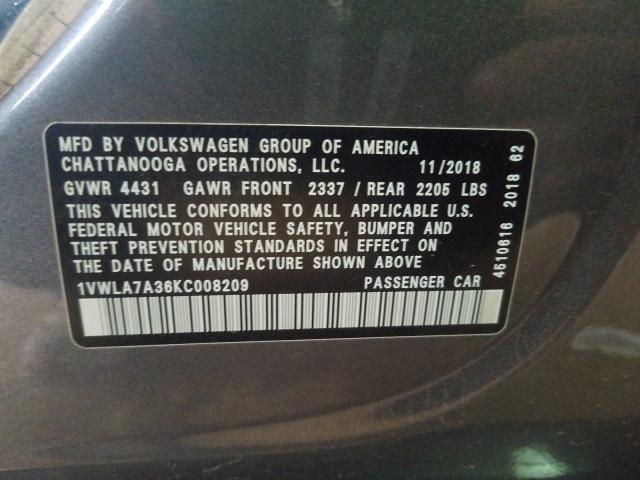 MFD BY VOLKSWAGEN GROUP OF AMERICA
CHATTANOOGA OPERATIONS, LLC. 11/2018
GVWR 4431 GAWR FRONT 2337 / REAR 2205 LBS
THIS VEHICLE CONFORMS TO ALL APPLICABLE U.S.
FEDERAL MOTOR VEHICLE SAFETY, BUMPER AND
THEFT PREVENTION STANDARDS IN EFFECT ON
THE DATE OF MANUFACTURE SHOWN ABOVE
1VWLA7A36KC008209 PASSENGER CAR
4510616 2018 62